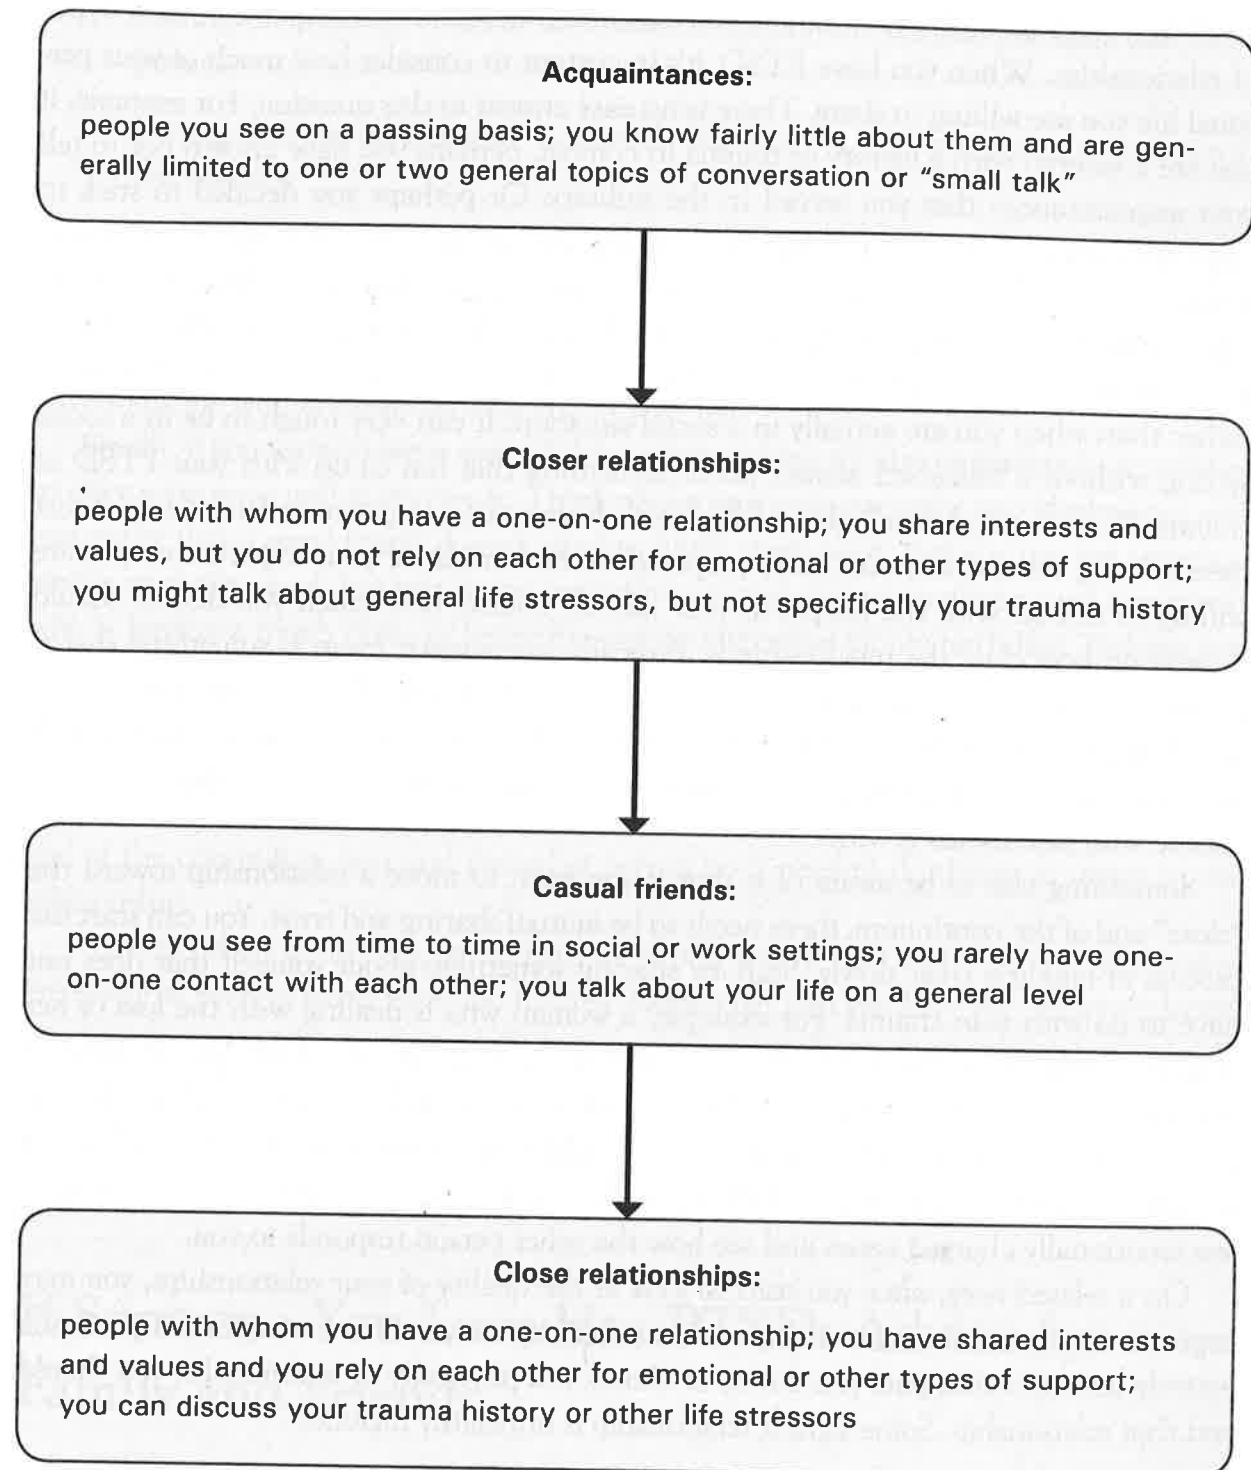 Acquaintances:
people you see on a passing basis; you know fairly little about them and are gen-
erally limited to one or two general topics of conversation or “small talk”
Closer relationships:
people with whom you have a one-on-one relationship; you share interests and
values, but you do not rely on each other for emotional or other types of support;
you might talk about general life stressors, but not specifically your trauma history
Casual friends:
people you see from time to time in social or work settings; you rarely have one-
on-one contact with each other; you talk about your life on a general level
Close relationships:
people with whom you have a one-on-one relationship; you have shared interests
and values and you rely on each other for emotional or other types of support;
you can discuss your trauma history or other life stressors